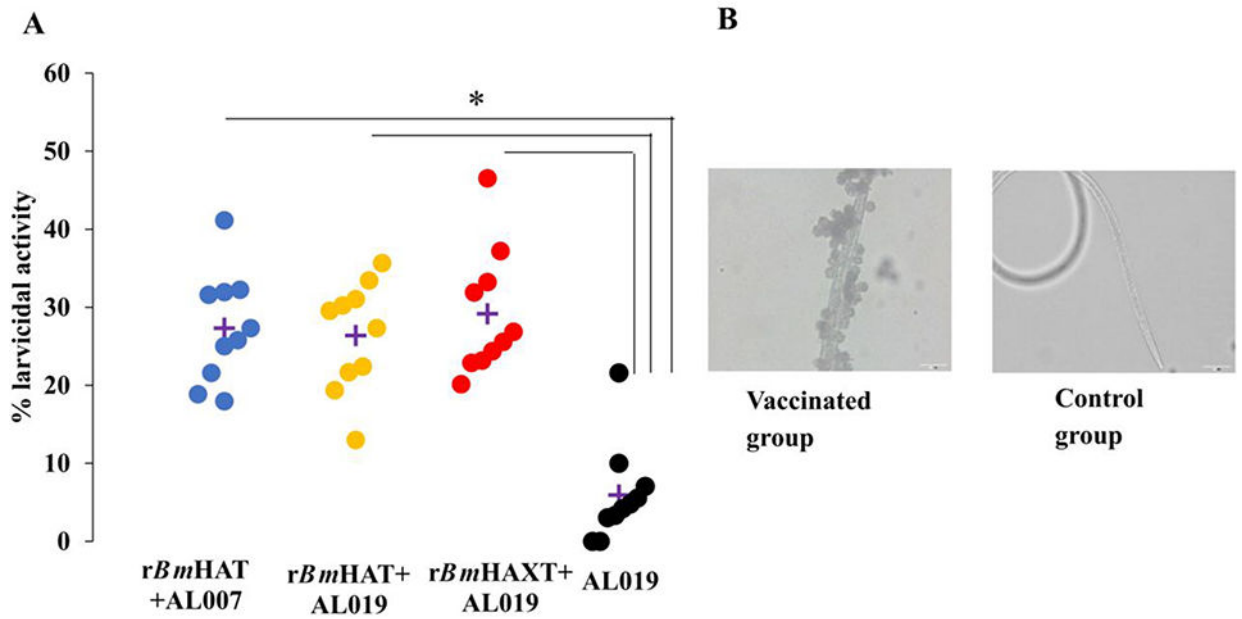 A
B
60
50
40
30
20
10
0
% larvicidal activity
*
rBmHAT
+AL007
rBmHAT+
AL019
rBmHAXT+
AL019
AL019
Vaccinated
group
Control
group